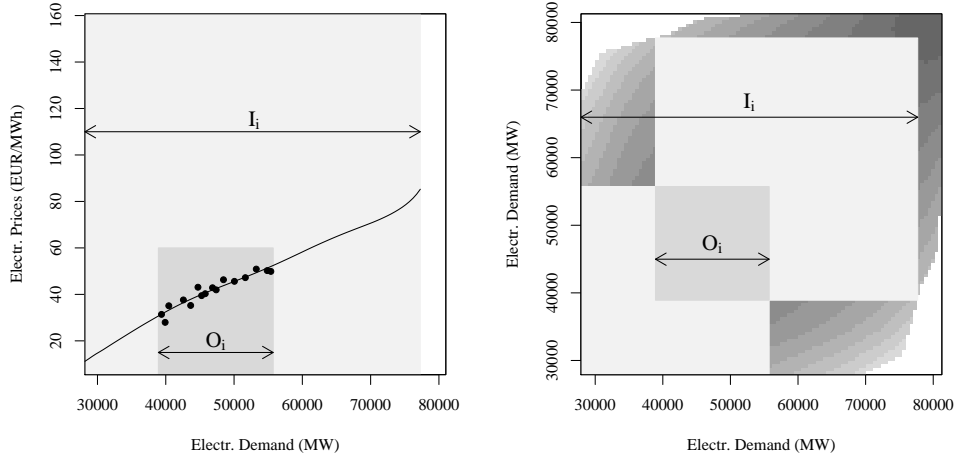 160
140
120
100
80
60
40
20
Electr. Prices (EUR/MWh)
I_i
O_i
30000 40000 50000 60000 70000 80000
Electr. Demand (MW)
80000
70000
60000
50000
40000
30000
Electr. Demand (MW)
I_i
O_i
30000 40000 50000 60000 70000 80000
Electr. Demand (MW)